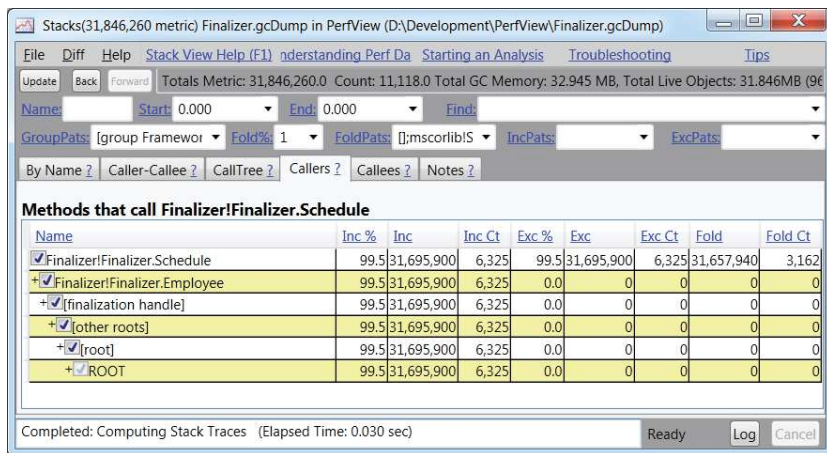 Stacks(31,846,260 metric) Finalizer.gcDump in PerfView (D:\Development\PerfView\Finalizer.gcDump)
File Diff Help Stack View Help (F1) nderstanding Perf Da Starting an Analysis Troubleshooting Tips
Update Back Forward Totals Metric: 31,846,260.0 Count: 11,118.0 Total GC Memory: 32.945 MB, Total Live Objects: 31.846MB (96
Name: Start: 0.000 End: 0.000 Find:
GroupPats: [group Framewor Fold%: 1 FoldPats: [];mscorlib!S IncPats: ExcPats:
By Name ? Caller-Callee ? CallTree ? Callers ? Callees ? Notes ?
Methods that call Finalizer!Finalizer.Schedule
Name Inc % Inc Inc Ct Exc % Exc Exc Ct Fold Fold Ct
Finalizer!Finalizer.Schedule 99.5 31,695,900 6,325 99.5 31,695,900 6,325 31,657,940 3,162
+ Finalizer!Finalizer.Employee 99.5 31,695,900 6,325 0.0 0 0 0 0
+ [finalization handle] 99.5 31,695,900 6,325 0.0 0 0 0 0
+ [other roots] 99.5 31,695,900 6,325 0.0 0 0 0 0
+ [root] 99.5 31,695,900 6,325 0.0 0 0 0 0
+ ROOT 99.5 31,695,900 6,325 0.0 0 0 0 0
Completed: Computing Stack Traces (Elapsed Time: 0.030 sec) Ready Log Cancel